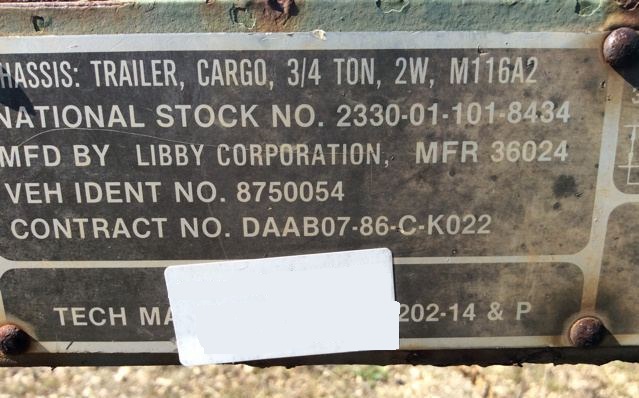 HASSIS: TRAILER, CARGO, 3/4 TON, 2W, M116A2
NATIONAL STOCK NO. 2330-01-101-8434
MFD BY LIBBY CORPORATION, MFR 36024
VEH IDENT NO. 8750054
CONTRACT NO. DAAB07-86-C-K022
TECH MA 202-14 & P